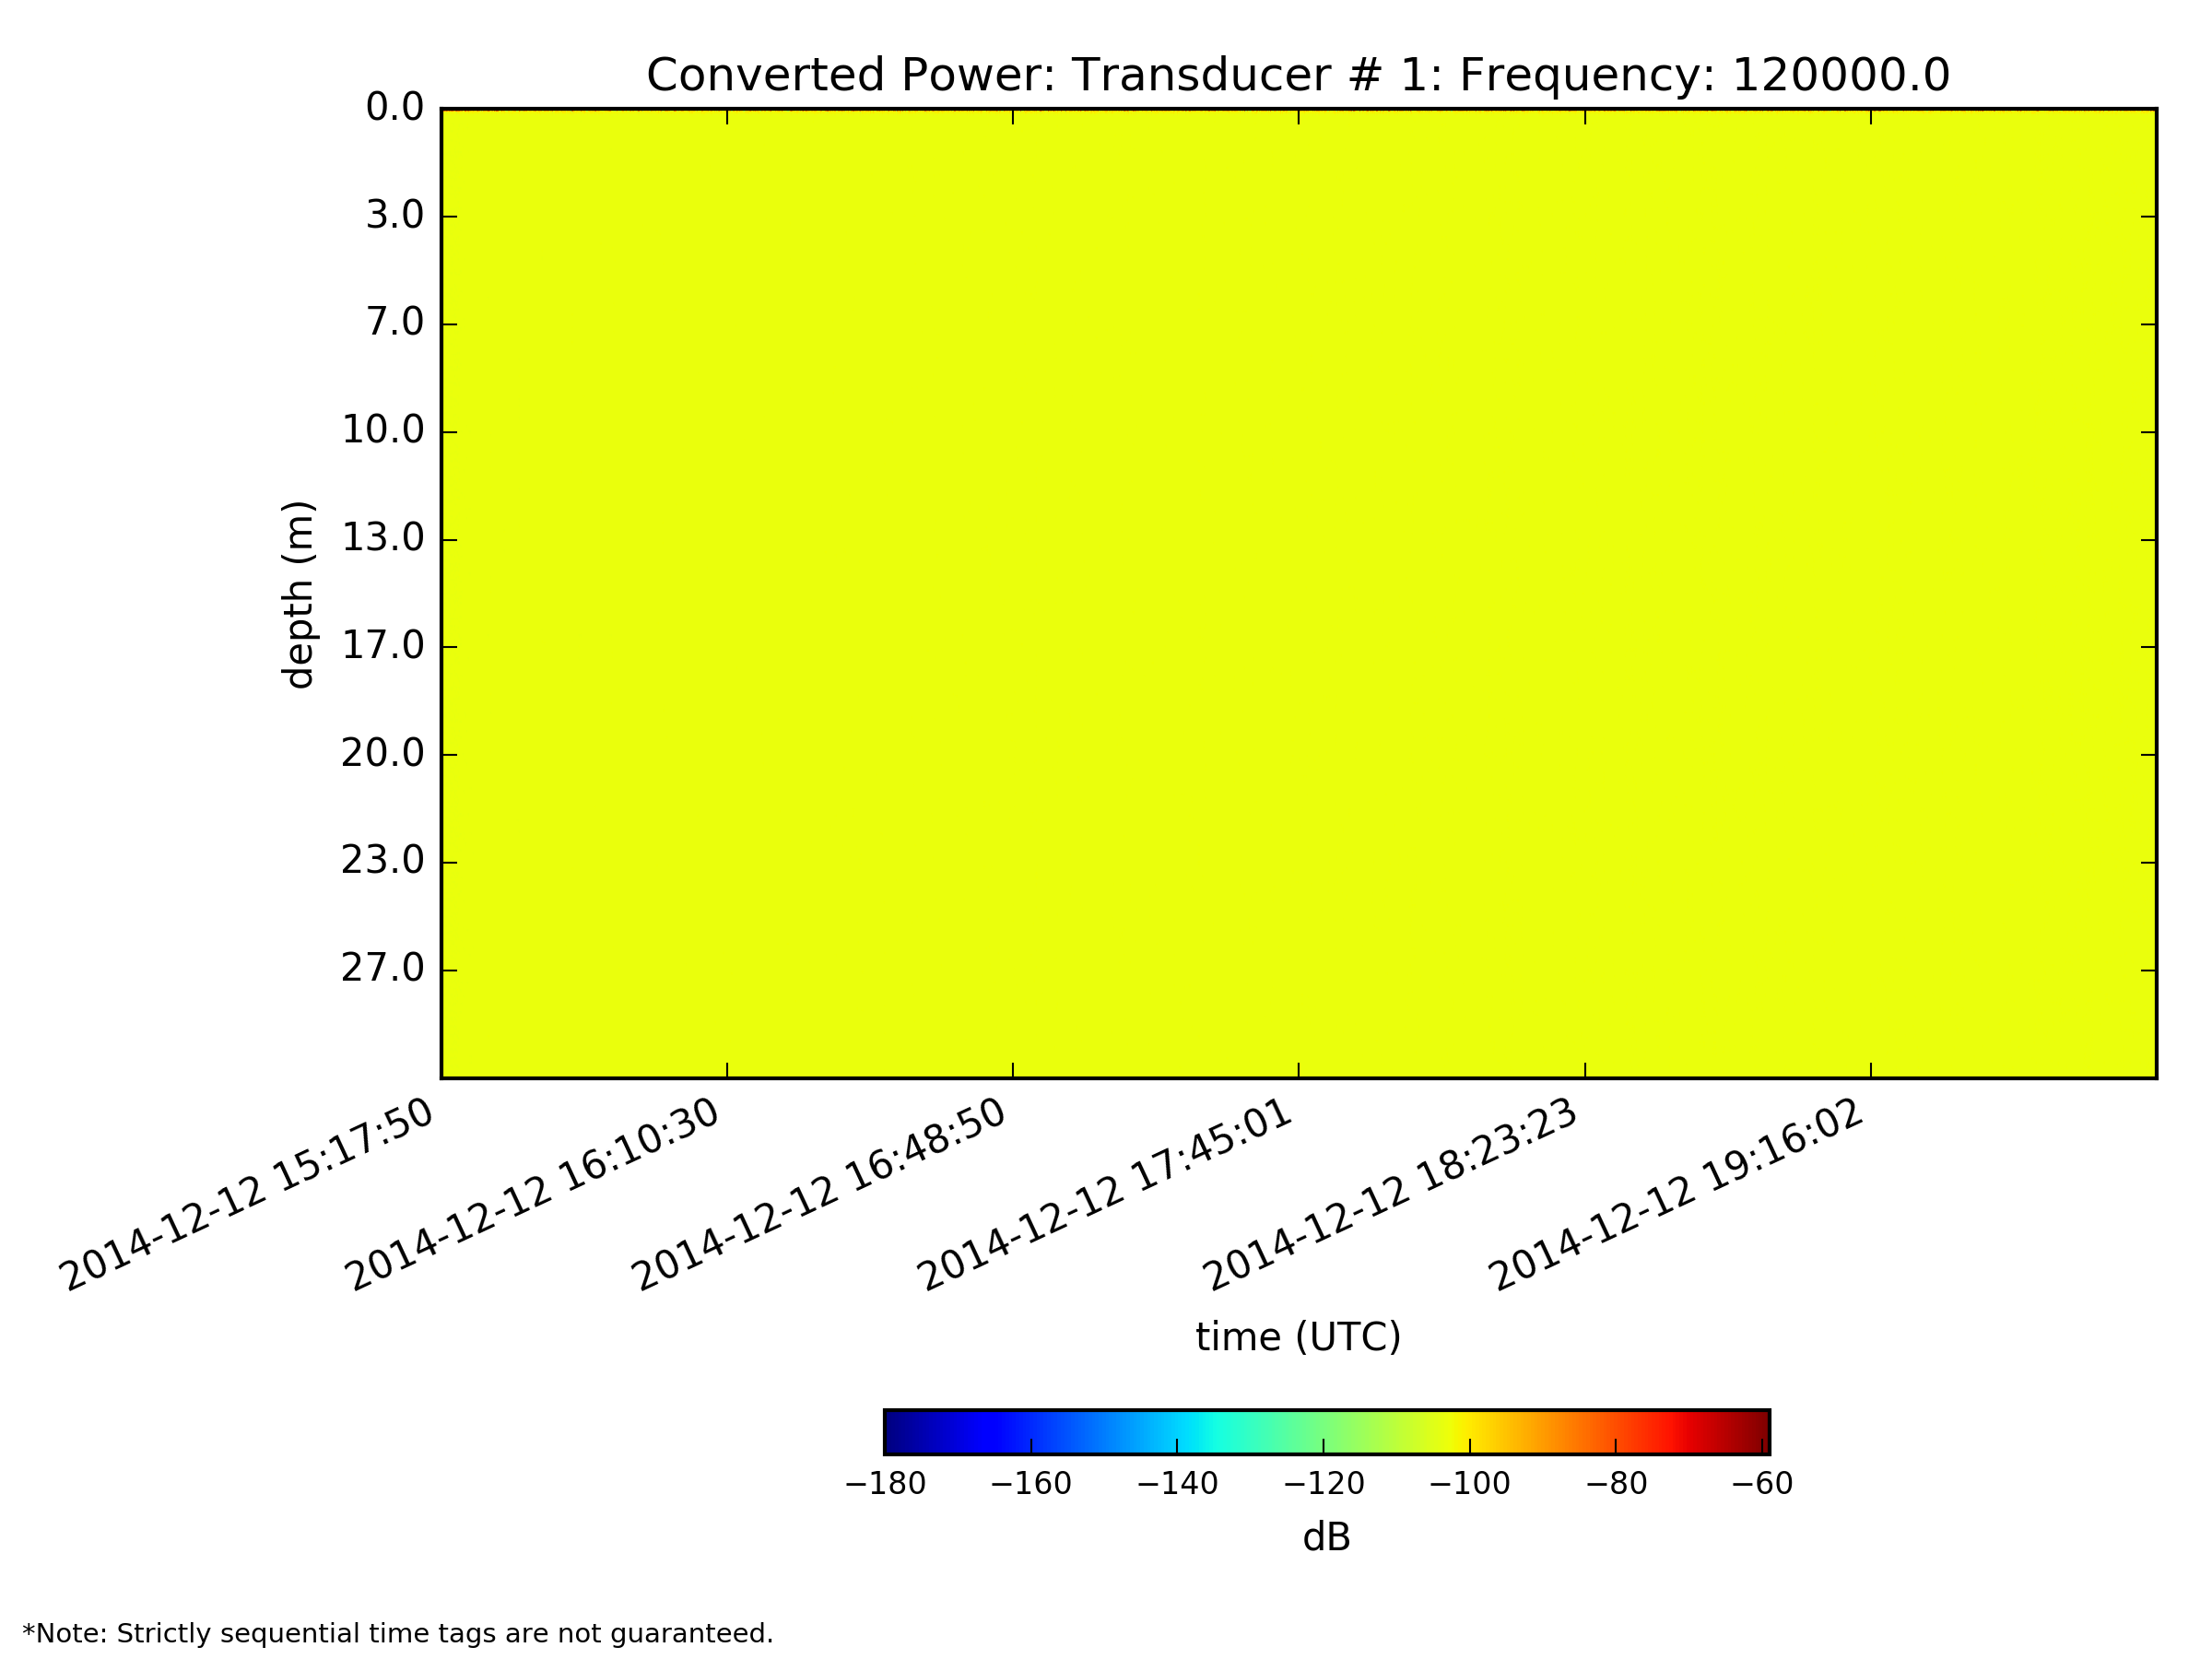 Converted Power: Transducer # 1: Frequency: 120000.0
0.0
3.0
7.0
10.0
13.0
17.0
20.0
23.0
27.0
depth (m)
2014-12-12 15:17:50
2014-12-12 16:10:30
2014-12-12 16:48:50
2014-12-12 17:45:01
2014-12-12 18:23:23
2014-12-12 19:16:02
time (UTC)
−180 −160 −140 −120 −100 −80 −60
dB
*Note: Strictly sequential time tags are not guaranteed.